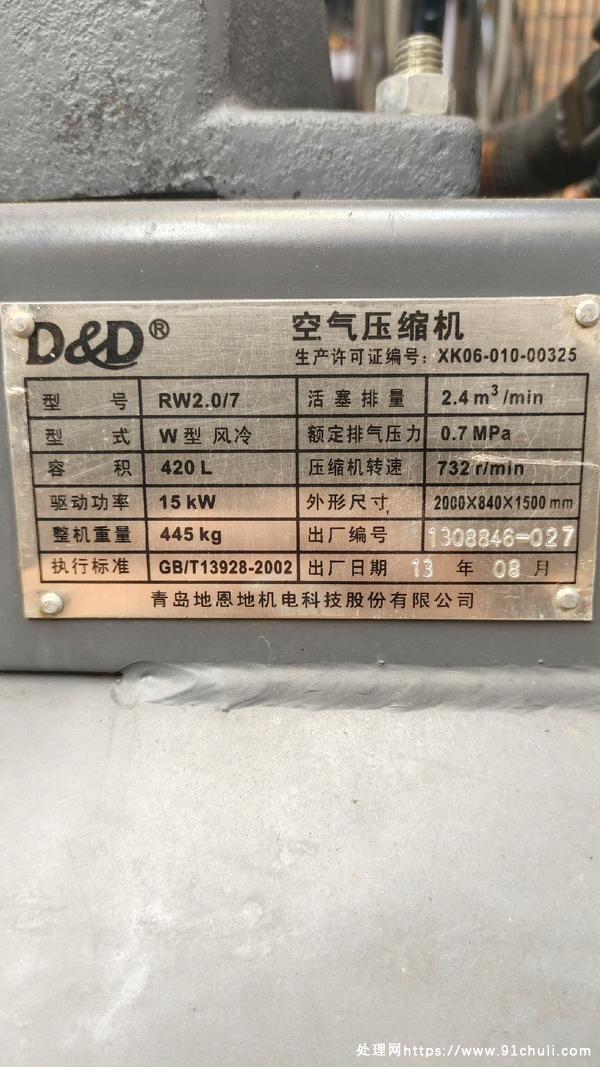 D&D® 空气压缩机
生产许可证编号：XK06-010-00325
型 号 RW2.0/7 活塞排量 2.4 m³/min
型 式 W型 风冷 额定排气压力 0.7 MPa
容 积 420 L 压缩机转速 732 r/min
驱动功率 15 kW 外形尺寸 2000X840X1500 mm
整机重量 445 kg 出厂编号 1308846-027
执行标准 GB/T13928-2002 出厂日期 13 年 08 月
青岛地恩地机电科技股份有限公司
处理网https://www.91chuli.com/